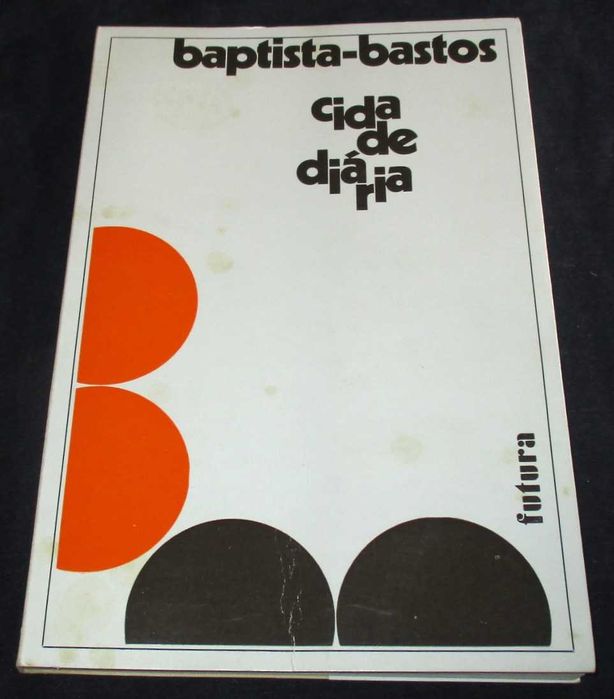 baptista-bastos
cida
de
diá
ria
futura